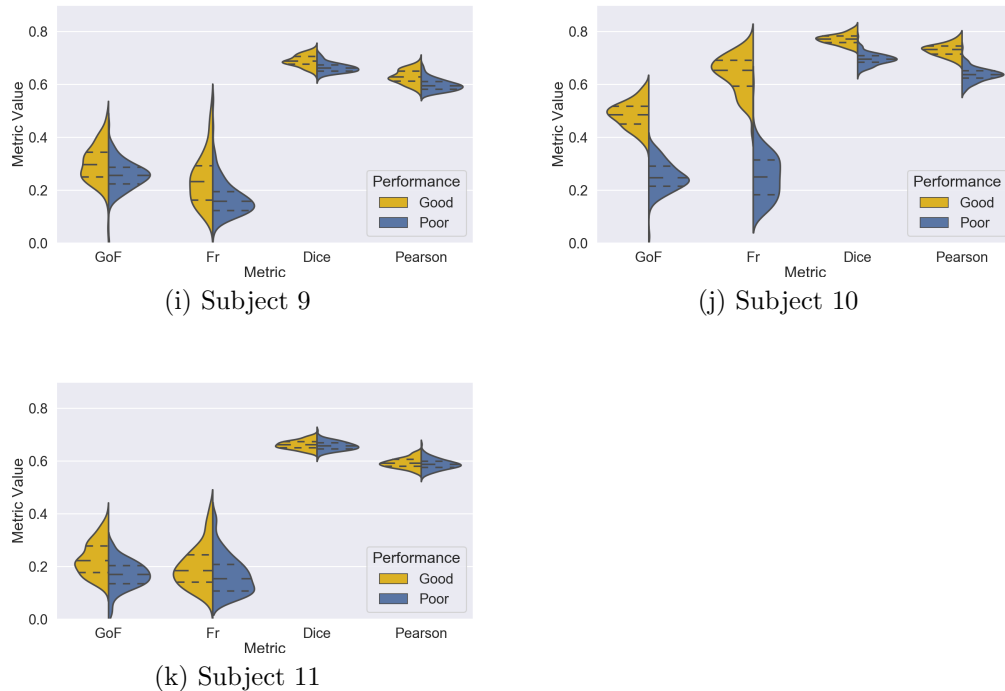 0.8
0.6
0.4
0.2
0.0
Metric Value
GoF
Fr
Dice
Pearson
Metric
Performance
Good
Poor
(i) Subject 9
0.8
0.6
0.4
0.2
0.0
Metric Value
GoF
Fr
Dice
Pearson
Metric
Performance
Good
Poor
(j) Subject 10
0.8
0.6
0.4
0.2
0.0
Metric Value
GoF
Fr
Dice
Pearson
Metric
Performance
Good
Poor
(k) Subject 11